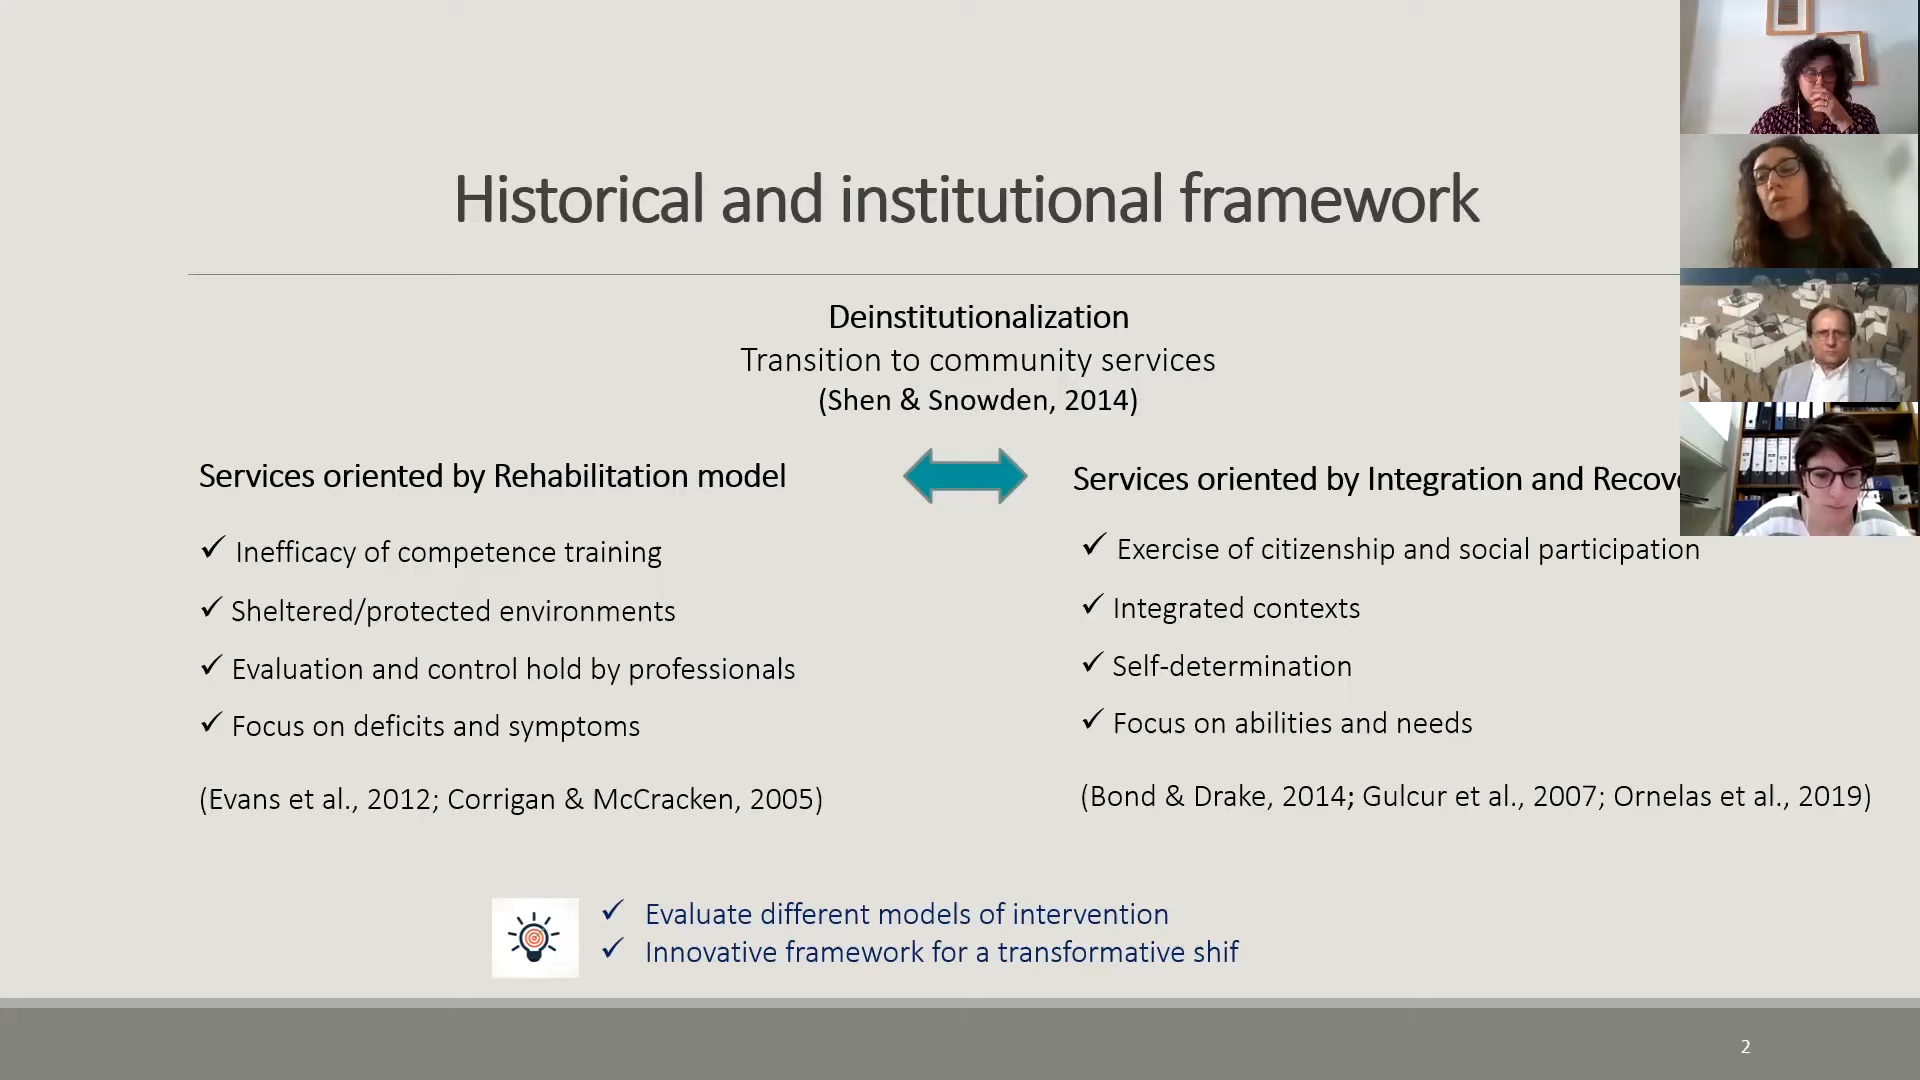 Historical and institutional framework
Deinstitutionalization
Transition to community services
(Shen & Snowden, 2014)
Services oriented by Rehabilitation model
✓ Inefficacy of competence training
✓ Sheltered/protected environments
✓ Evaluation and control hold by professionals
✓ Focus on deficits and symptoms
(Evans et al., 2012; Corrigan & McCracken, 2005)
Services oriented by Integration and Recov
✓ Exercise of citizenship and social participation
✓ Integrated contexts
✓ Self-determination
✓ Focus on abilities and needs
(Bond & Drake, 2014; Gulcur et al., 2007; Ornelas et al., 2019)
✓ Evaluate different models of intervention
✓ Innovative framework for a transformative shif
2